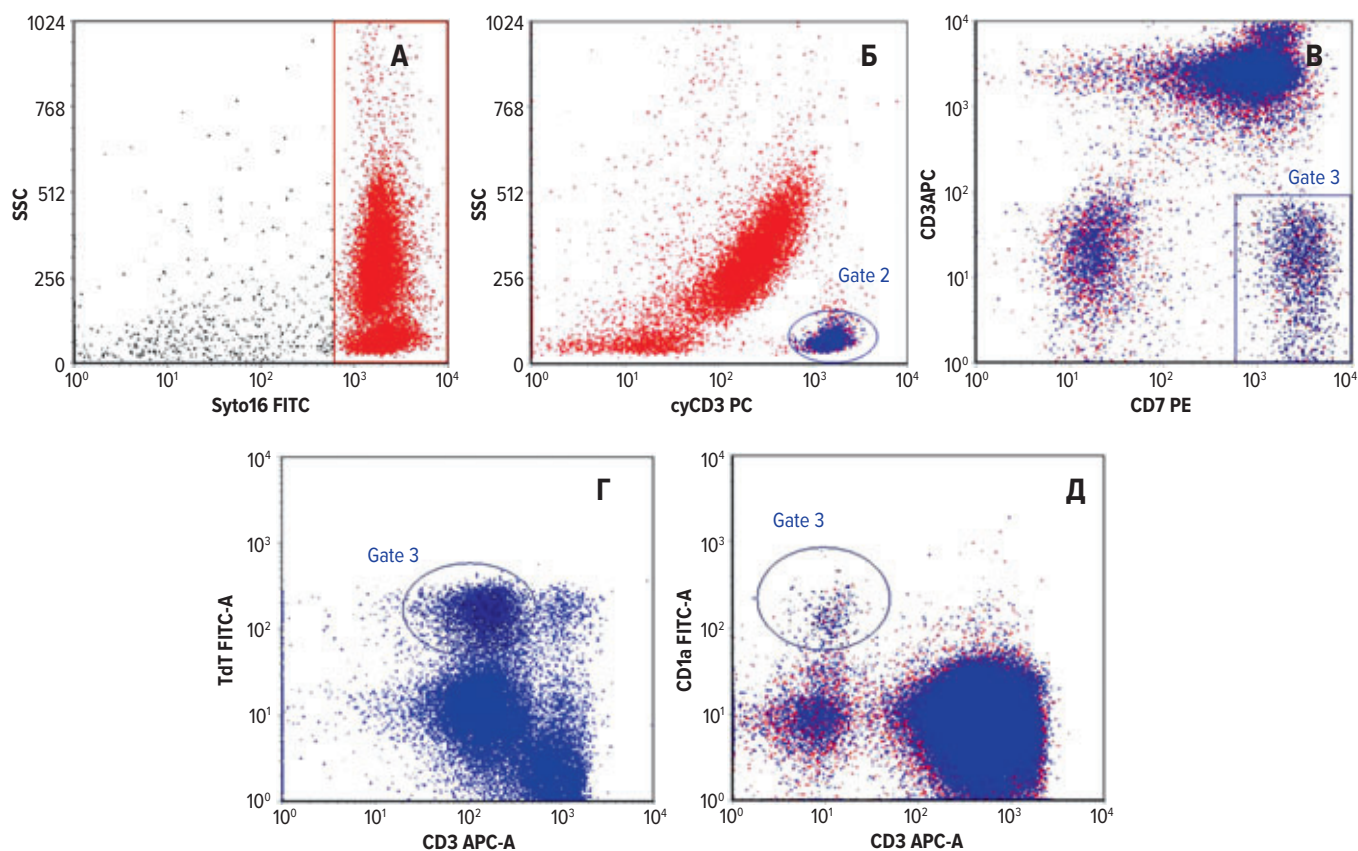 А
SSC
1024
768
512
256
0
10⁰ 10¹ 10² 10³ 10⁴
Syto16 FITC
Б
SSC
1024
768
512
256
0
Gate 2
10⁰ 10¹ 10² 10³ 10⁴
cyCD3 PC
В
CD3APC
10⁴
10³
10²
10¹
10⁰
Gate 3
10¹ 10² 10³ 10⁴
CD7 PE
Г
TdT FITC-A
10⁴
10³
10²
10¹
10⁰
Gate 3
10⁰ 10¹ 10² 10³ 10⁴
CD3 APC-A
Д
CD1a FITC-A
10⁴
10³
10²
10¹
10⁰
Gate 3
10⁰ 10¹ 10² 10³ 10⁴
CD3 APC-A